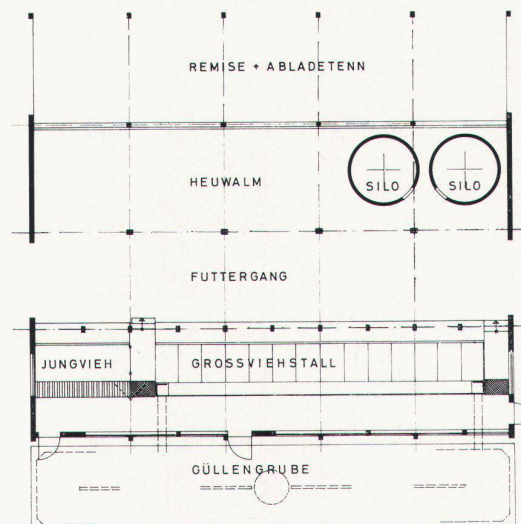 REMISE + ABLADETENN
HEUWALM
SILO SILO
FUTTERGANG
JUNGVIEH GROSSVIEHSTALL
GÜLLENGRUBE